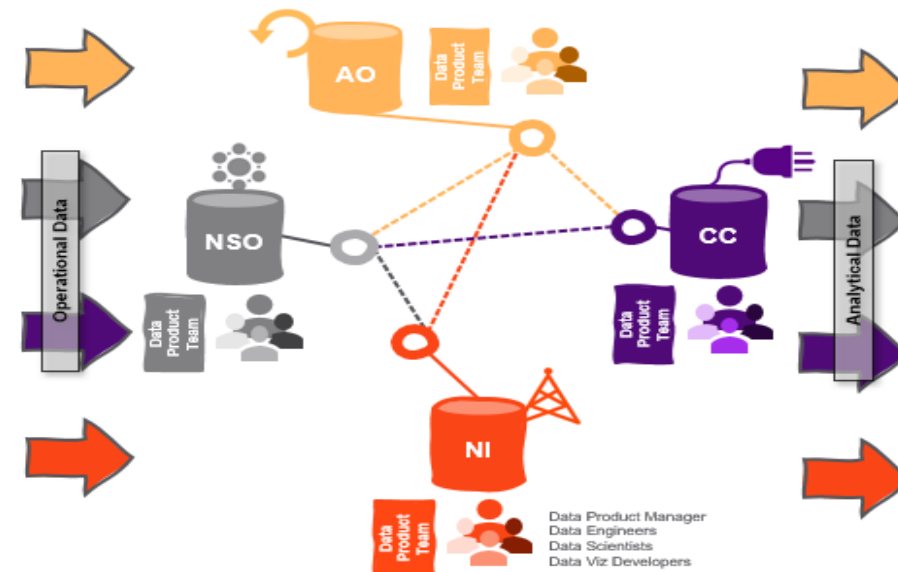 AO
Data
Product
Team
NSO
CC
Operational Data
Analytical Data
Data
Product
Team
Data
Product
Team
NI
Data
Product
Team
Data Product Manager
Data Engineers
Data Scientists
Data Viz Developers